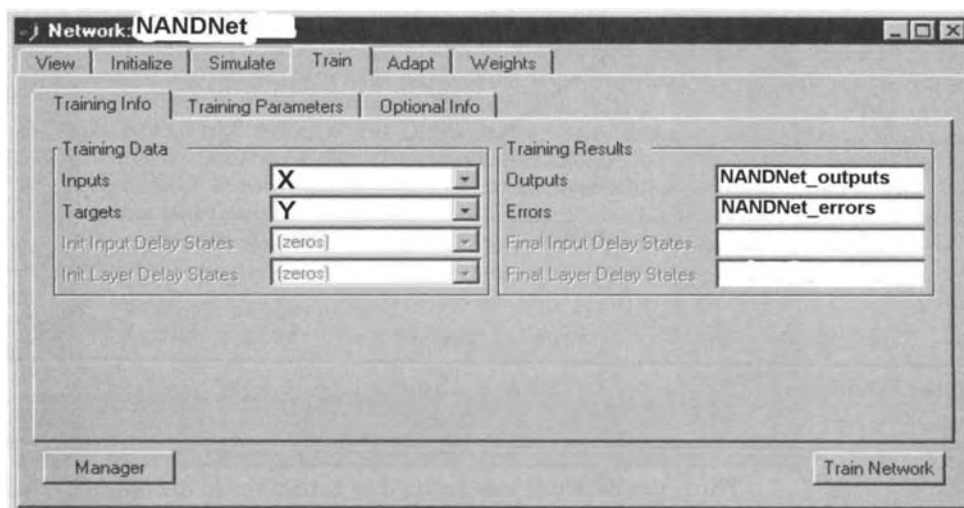 Network: NANDNet
View Initialize Simulate Train Adapt Weights
Training Info Training Parameters Optional Info
Training Data Training Results
Inputs X Outputs NANDNet_outputs
Targets Y Errors NANDNet_errors
Init Input Delay States (zeros) Final Input Delay States
Init Layer Delay States (zeros) Final Layer Delay States
Manager Train Network